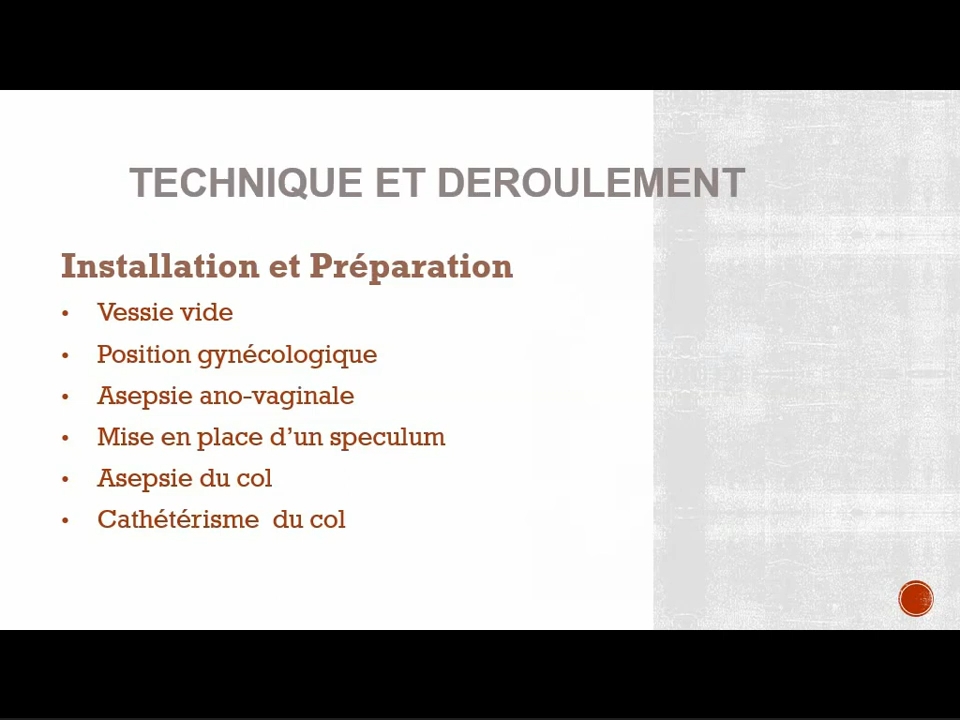 TECHNIQUE ET DEROULEMENT
Installation et Préparation
• Vessie vide
• Position gynécologique
• Asepsie ano-vaginale
• Mise en place d’un speculum
• Asepsie du col
• Cathétérisme  du col